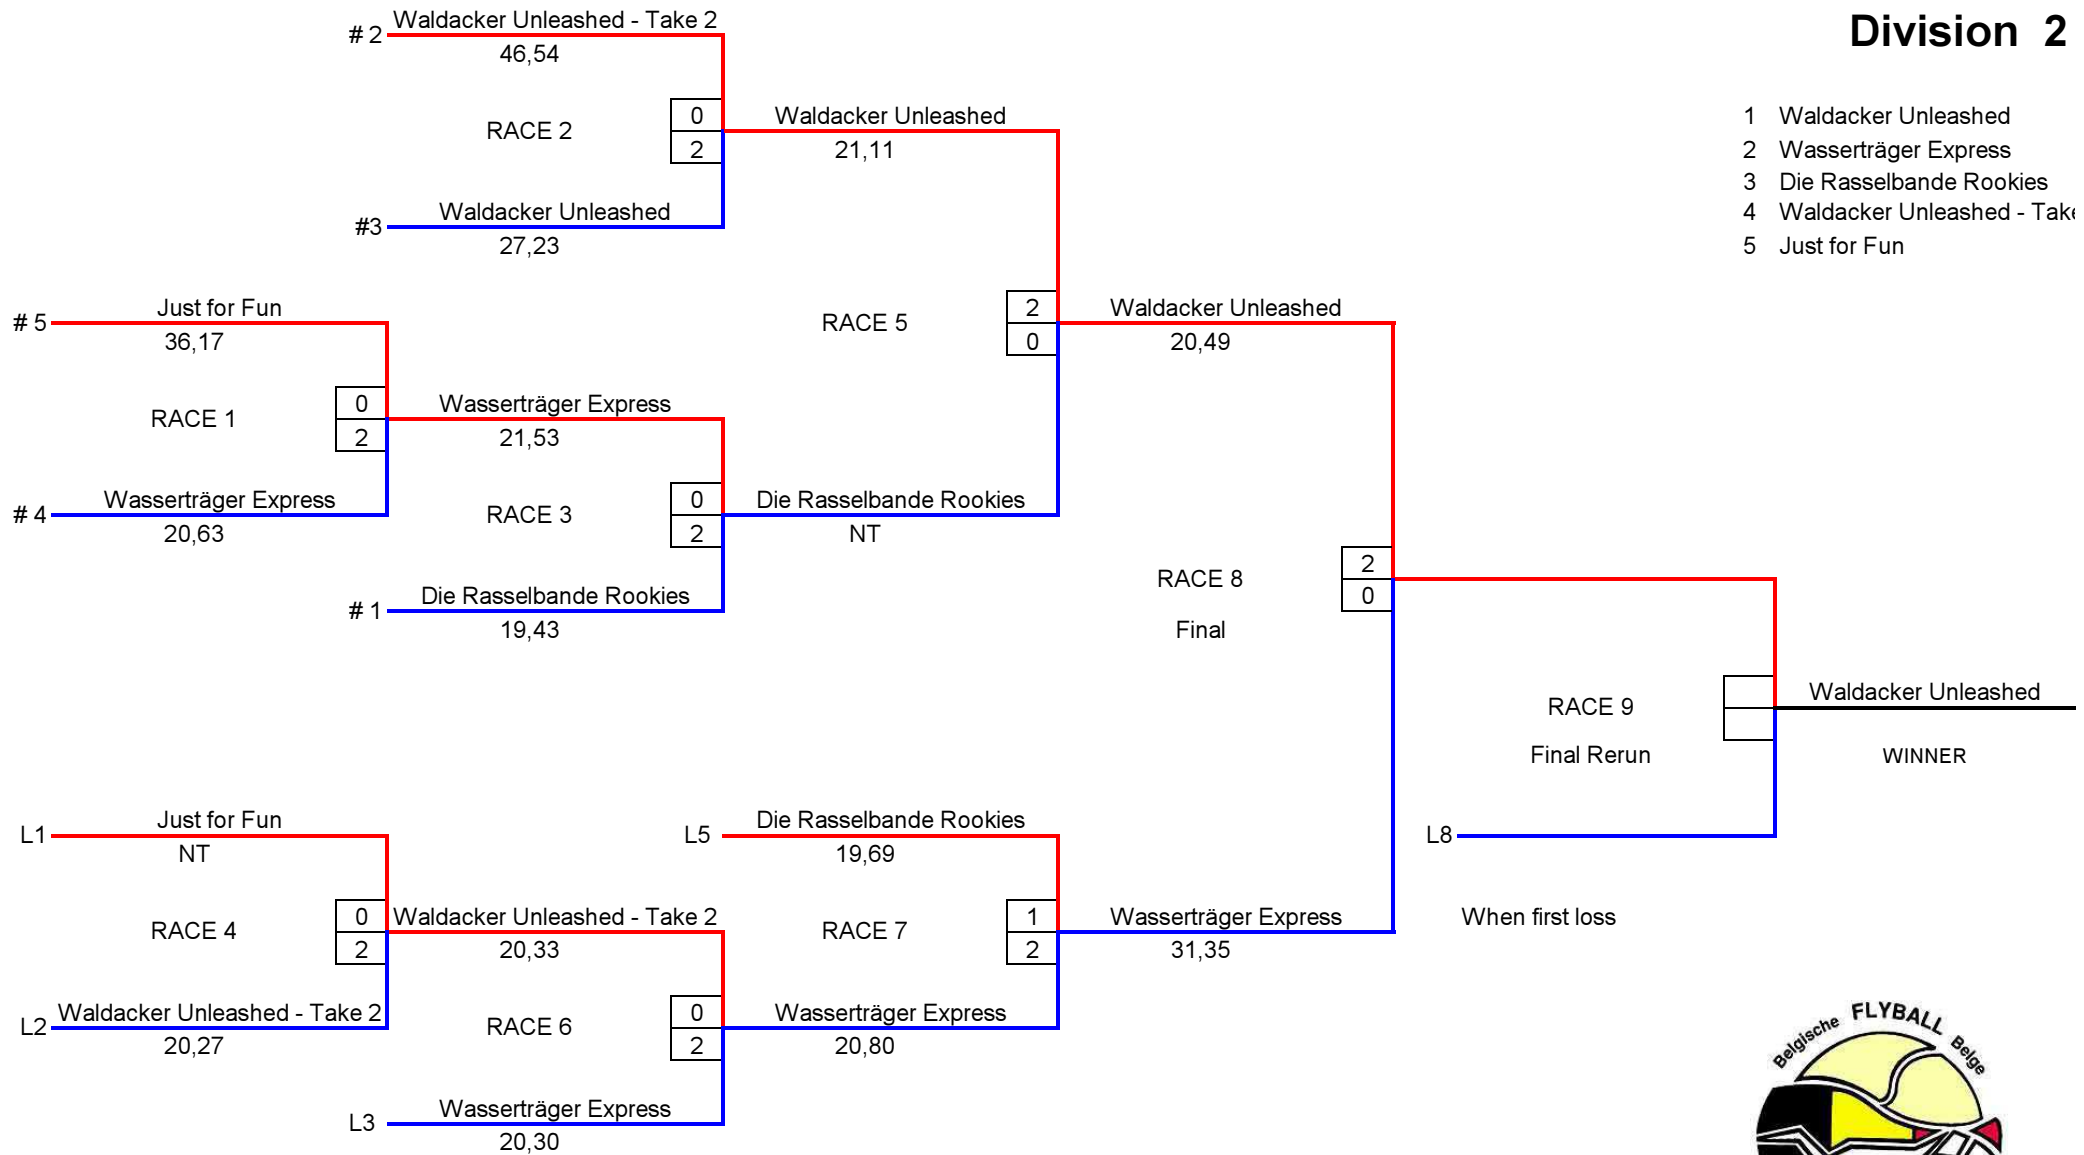 Division 2
Waldacker Unleashed - Take 2
# 2
46,54
0
RACE 2
2
Waldacker Unleashed
21,11
Waldacker Unleashed
#3
27,23
1 Waldacker Unleashed
2 Wasserträger Express
3 Die Rasselbande Rookies
4 Waldacker Unleashed - Take
5 Just for Fun
Just for Fun
# 5
36,17
0
RACE 1
2
Wasserträger Express
21,53
Wasserträger Express
# 4
20,63
0
RACE 3
2
Die Rasselbande Rookies
NT
Die Rasselbande Rookies
# 1
19,43
2
RACE 5
0
Waldacker Unleashed
20,49
2
RACE 8
0
Final
RACE 9
Final Rerun
Waldacker Unleashed
WINNER
Just for Fun
L1
NT
0
RACE 4
2
Waldacker Unleashed - Take 2
20,33
Waldacker Unleashed - Take 2
L2
20,27
0
RACE 6
2
Wasserträger Express
20,80
Wasserträger Express
L3
20,30
Die Rasselbande Rookies
L5
19,69
1
RACE 7
2
Wasserträger Express
31,35
L8
When first loss
Belgische FLYBALL Belge